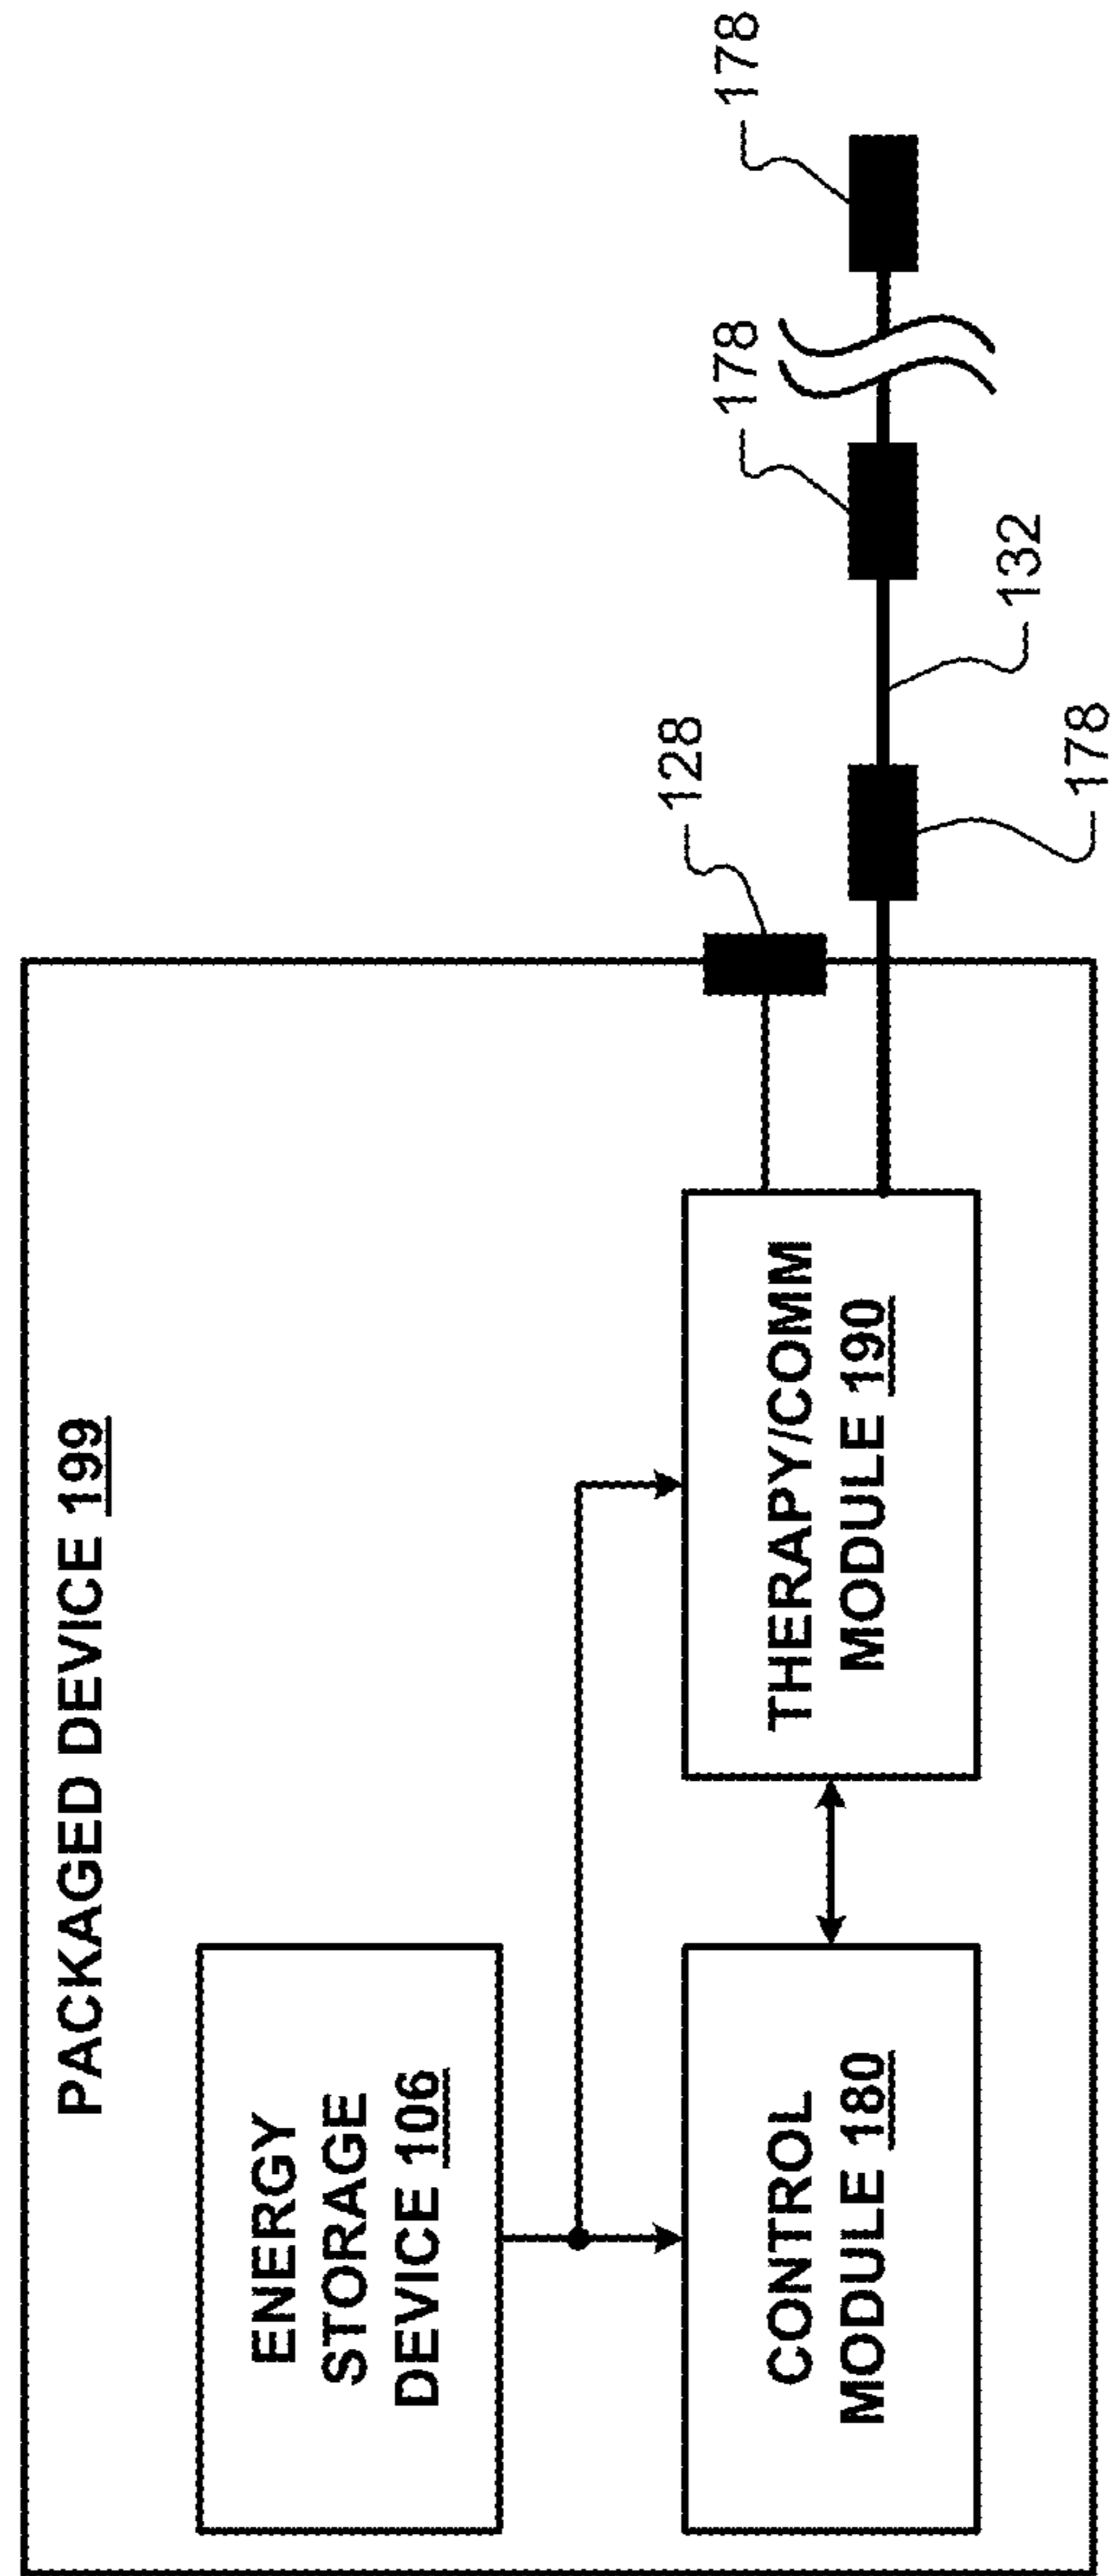 PACKAGED DEVICE 199
ENERGY
STORAGE
DEVICE 106
CONTROL
MODULE 180
THERAPY/COMM
MODULE 190
128
178
132
178
178